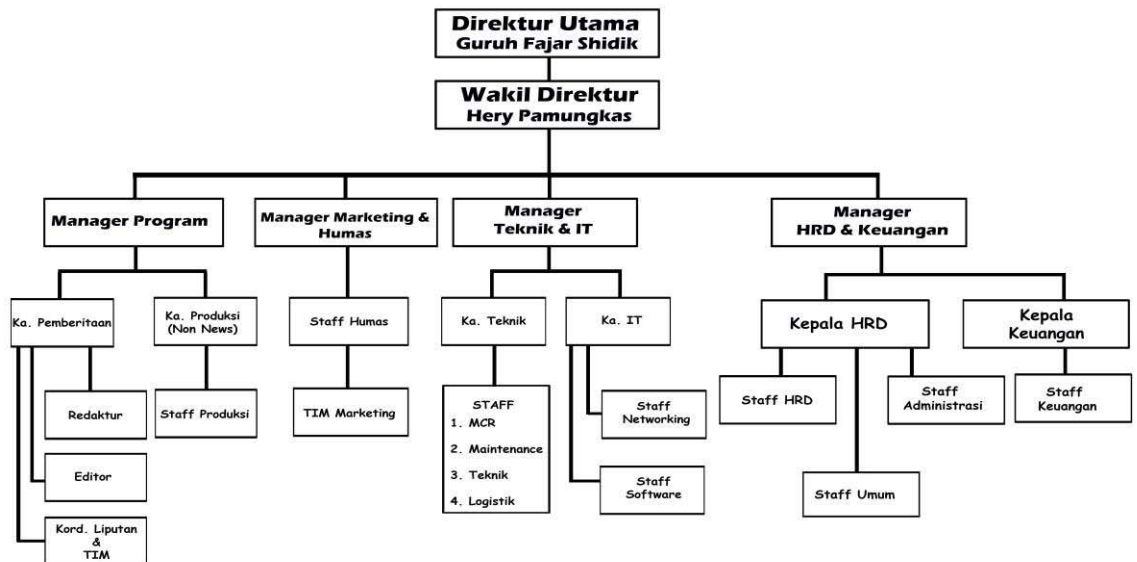 Direktur Utama
Guruh Fajar Shidik
Wakil Direktur
Hery Pamungkas
Manager Program
Manager Marketing &
Humas
Manager
Teknik & IT
Manager
HRD & Keuangan
Ka. Pemberitaan
Ka. Produksi
(Non News)
Staff Humas
Ka. Teknik
Ka. IT
Kepala HRD
Kepala
Keuangan
Redaktur
Staff Produksi
TIM Marketing
STAFF
1. MCR
2. Maintenance
3. Teknik
4. Logistik
Staff
Networking
Staff HRD
Staff
Administrasi
Staff
Keuangan
Editor
Staff
Software
Staff Umum
Kord. Liputan
&
TIM